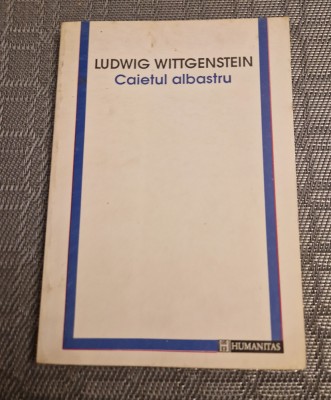 LUDWIG WITTGENSTEIN
Caietul albastru
HUMANITAS